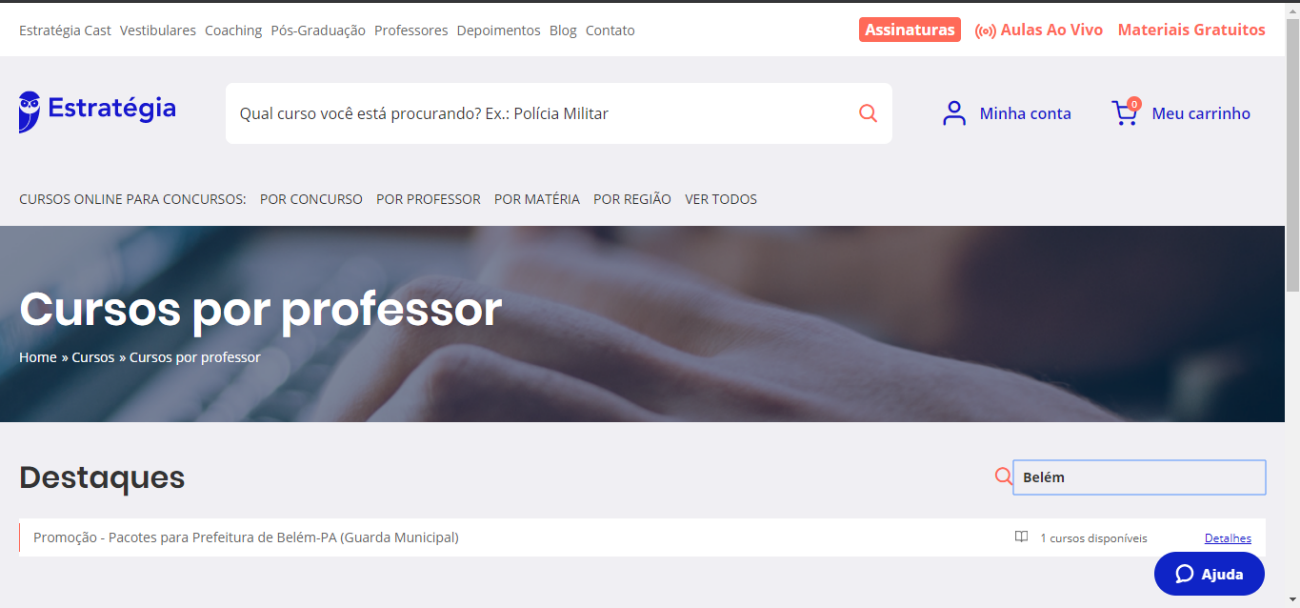 Estratégia Cast Vestibulares Coaching Pós-Graduação Professores Depoimentos Blog Contato Assinaturas Aulas Ao Vivo Materiais Gratuitos
Estratégia Qual curso você está procurando? Ex.: Polícia Militar Minha conta 0 Meu carrinho
CURSOS ONLINE PARA CONCURSOS: POR CONCURSO POR PROFESSOR POR MATÉRIA POR REGIÃO VER TODOS
Cursos por professor
Home » Cursos » Cursos por professor
Destaques Belém
Promoção - Pacotes para Prefeitura de Belém-PA (Guarda Municipal) 1 cursos disponíveis Detalhes
Ajuda